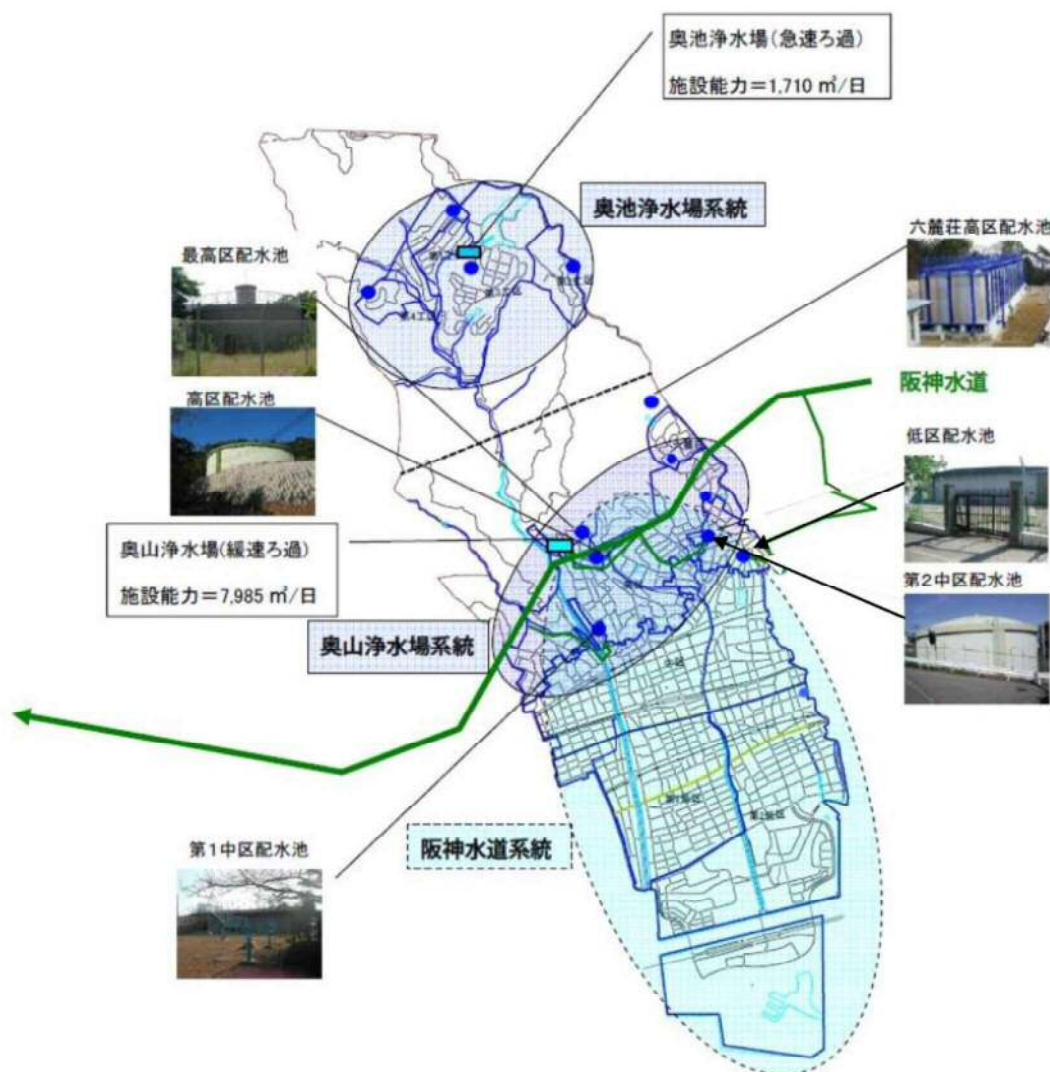 奥池浄水場(急速ろ過)
施設能力=1,710 ㎥/日
奥池浄水場系統
六麓荘高区配水池
最高区配水池
阪神水道
高区配水池
低区配水池
奥山浄水場(緩速ろ過)
施設能力=7,985 ㎥/日
第2中区配水池
奥山浄水場系統
阪神水道系統
第1中区配水池